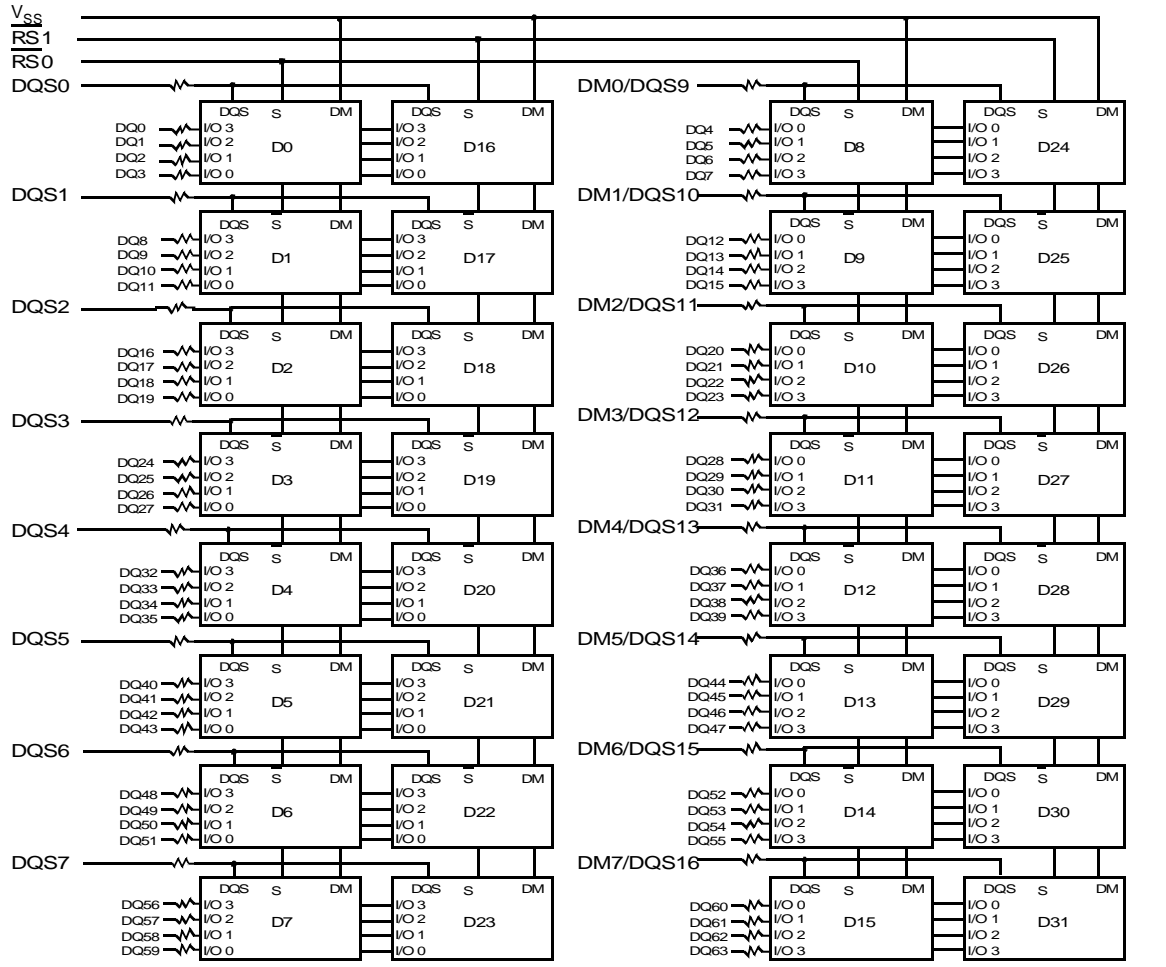 VSS
RS1
RS0
DQS0 DM0/DQS9
DQS S DM DQS S DM DQS S DM DQS S DM
DQ0 I/O 3 I/O 3 DQ4 I/O 0 I/O 0
DQ1 I/O 2 I/O 2 DQ5 I/O 1 I/O 1
D0 D16 D8 D24
DQ2 I/O 1 I/O 1 DQ6 I/O 2 I/O 2
DQ3 I/O 0 I/O 0 DQ7 I/O 3 I/O 3
DQS1 DM1/DQS10
DQS S DM DQS S DM DQS S DM DQS S DM
DQ8 I/O 3 I/O 3 DQ12 I/O 0 I/O 0
DQ9 I/O 2 I/O 2 DQ13 I/O 1 I/O 1
D1 D17 D9 D25
DQ10 I/O 1 I/O 1 DQ14 I/O 2 I/O 2
DQ11 I/O 0 I/O 0 DQ15 I/O 3 I/O 3
DQS2 DM2/DQS11
DQS S DM DQS S DM DQS S DM DQS S DM
DQ16 I/O 3 I/O 3 DQ20 I/O 0 I/O 0
DQ17 I/O 2 I/O 2 DQ21 I/O 1 I/O 1
D2 D18 D10 D26
DQ18 I/O 1 I/O 1 DQ22 I/O 2 I/O 2
DQ19 I/O 0 I/O 0 DQ23 I/O 3 I/O 3
DQS3 DM3/DQS12
DQS S DM DQS S DM DQS S DM DQS S DM
DQ24 I/O 3 I/O 3 DQ28 I/O 0 I/O 0
DQ25 I/O 2 I/O 2 DQ29 I/O 1 I/O 1
D3 D19 D11 D27
DQ26 I/O 1 I/O 1 DQ30 I/O 2 I/O 2
DQ27 I/O 0 I/O 0 DQ31 I/O 3 I/O 3
DQS4 DM4/DQS13
DQS S DM DQS S DM DQS S DM DQS S DM
DQ32 I/O 3 I/O 3 DQ36 I/O 0 I/O 0
DQ33 I/O 2 I/O 2 DQ37 I/O 1 I/O 1
D4 D20 D12 D28
DQ34 I/O 1 I/O 1 DQ38 I/O 2 I/O 2
DQ35 I/O 0 I/O 0 DQ39 I/O 3 I/O 3
DQS5 DM5/DQS14
DQS S DM DQS S DM DQS S DM DQS S DM
DQ40 I/O 3 I/O 3 DQ44 I/O 0 I/O 0
DQ41 I/O 2 I/O 2 DQ45 I/O 1 I/O 1
D5 D21 D13 D29
DQ42 I/O 1 I/O 1 DQ46 I/O 2 I/O 2
DQ43 I/O 0 I/O 0 DQ47 I/O 3 I/O 3
DQS6 DM6/DQS15
DQS S DM DQS S DM DQS S DM DQS S DM
DQ48 I/O 3 I/O 3 DQ52 I/O 0 I/O 0
DQ49 I/O 2 I/O 2 DQ53 I/O 1 I/O 1
D6 D22 D14 D30
DQ50 I/O 1 I/O 1 DQ54 I/O 2 I/O 2
DQ51 I/O 0 I/O 0 DQ55 I/O 3 I/O 3
DQS7 DM7/DQS16
DQS S DM DQS S DM DQS S DM DQS S DM
DQ56 I/O 3 I/O 3 DQ60 I/O 0 I/O 0
DQ57 I/O 2 I/O 2 DQ61 I/O 1 I/O 1
D7 D23 D15 D31
DQ58 I/O 1 I/O 1 DQ62 I/O 2 I/O 2
DQ59 I/O 0 I/O 0 DQ63 I/O 3 I/O 3